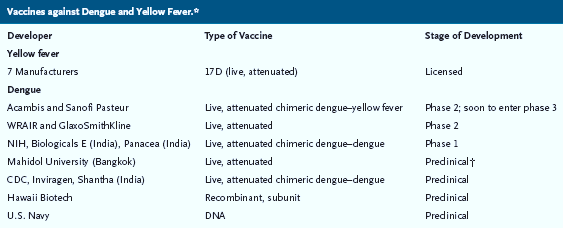 Vaccines against Dengue and Yellow Fever.*
Developer Type of Vaccine Stage of Development
Yellow fever
7 Manufacturers 17D (live, attenuated) Licensed
Dengue
Acambis and Sanofi Pasteur Live, attenuated chimeric dengue–yellow fever Phase 2; soon to enter phase 3
WRAIR and GlaxoSmithKline Live, attenuated Phase 2
NIH, Biologicals E (India), Panacea (India) Live, attenuated chimeric dengue–dengue Phase 1
Mahidol University (Bangkok) Live, attenuated Preclinical†
CDC, Inviragen, Shantha (India) Live, attenuated chimeric dengue–dengue Preclinical
Hawaii Biotech Recombinant, subunit Preclinical
U.S. Navy DNA Preclinical